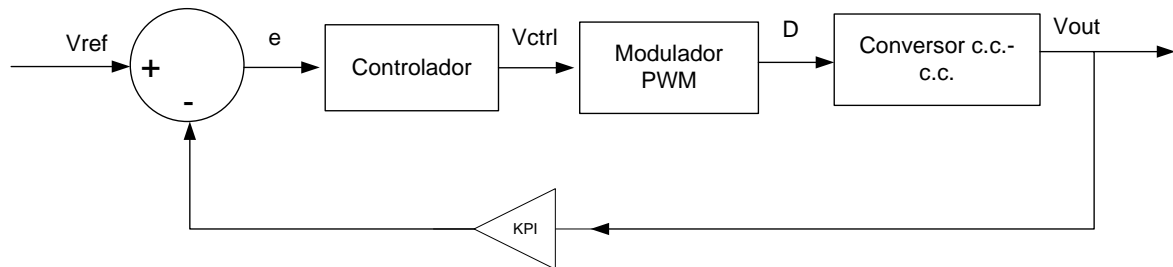 Vref
+
-
e
Controlador
Vctrl
Modulador
PWM
D
Conversor c.c.-
c.c.
Vout
KPI